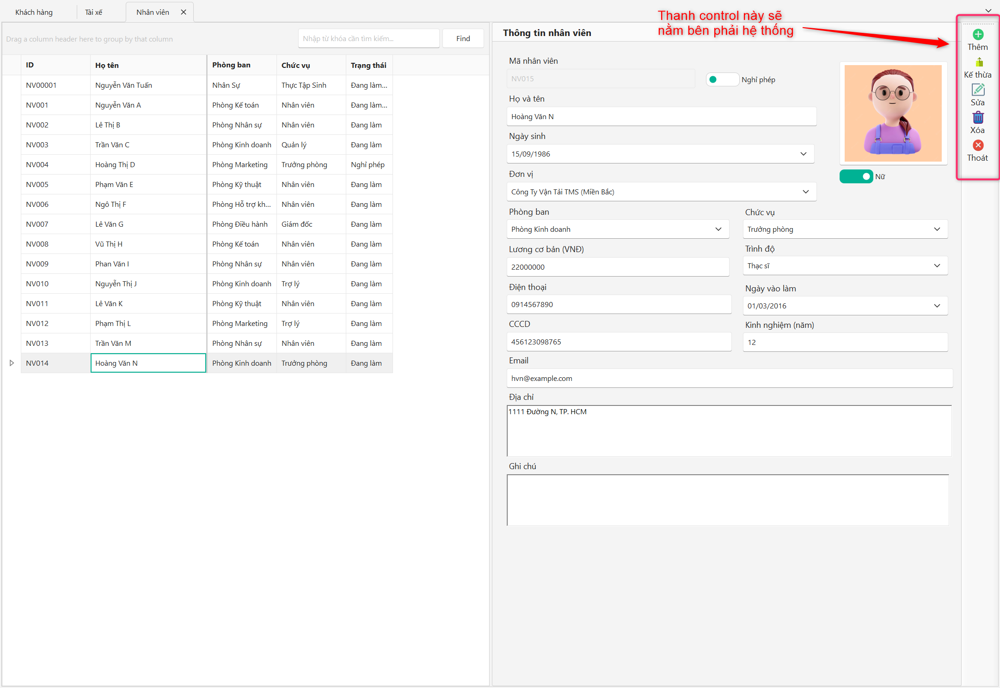 Khách hàng
Tài xế
Nhân viên
Thanh control này sẽ
nằm bên phải hệ thống
Drag a column header here to group by that column
Nhập từ khóa cần tìm kiếm...
Find
ID Họ tên Phòng ban Chức vụ Trạng thái
NV00001 Nguyễn Văn Tuấn Nhân Sự Thực Tập Sinh Đang làm...
NV001 Nguyễn Văn A Phòng Kế toán Nhân viên Đang làm...
NV002 Lê Thị B Phòng Nhân sự Nhân viên Đang làm
NV003 Trần Văn C Phòng Kinh doanh Quản lý Đang làm
NV004 Hoàng Thị D Phòng Marketing Trưởng phòng Nghỉ phép
NV005 Phạm Văn E Phòng Kỹ thuật Nhân viên Đang làm
NV006 Ngô Thị F Phòng Hỗ trợ kh... Nhân viên Đang làm
NV007 Lê Văn G Phòng Điều hành Giám đốc Đang làm
NV008 Vũ Thị H Phòng Kế toán Nhân viên Đang làm
NV009 Phan Văn I Phòng Nhân sự Nhân viên Đang làm
NV010 Nguyễn Thị J Phòng Kinh doanh Trợ lý Đang làm
NV011 Lê Văn K Phòng Kỹ thuật Nhân viên Đang làm
NV012 Phạm Thị L Phòng Marketing Trợ lý Đang làm
NV013 Trần Văn M Phòng Nhân sự Nhân viên Đang làm
NV014 Hoàng Văn N Phòng Kinh doanh Trưởng phòng Đang làm
Thông tin nhân viên
Mã nhân viên
NV015
Nghỉ phép
Họ và tên
Hoàng Văn N
Ngày sinh
15/09/1986
Nữ
Đơn vị
Công Ty Vận Tải TMS (Miền Bắc)
Phòng ban
Phòng Kinh doanh
Chức vụ
Trưởng phòng
Lương cơ bản (VNĐ)
22000000
Trình độ
Thạc sĩ
Điện thoại
0914567890
Ngày vào làm
01/03/2016
CCCD
456123098765
Kinh nghiệm (năm)
12
Email
hvn@example.com
Địa chỉ
1111 Đường N, TP. HCM
Ghi chú
Thêm
Kế thừa
Sửa
Xóa
Thoát